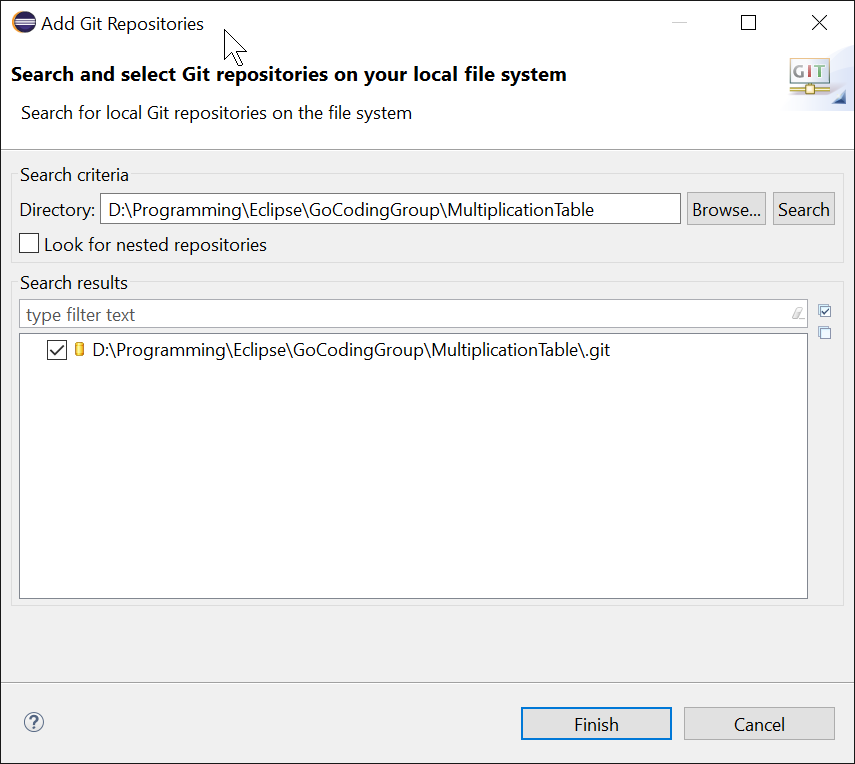 Add Git Repositories
Search and select Git repositories on your local file system
Search for local Git repositories on the file system
GIT
Search criteria
Directory: D:\Programming\Eclipse\GoCodingGroup\MultiplicationTable Browse... Search
Look for nested repositories
Search results
type filter text
D:\Programming\Eclipse\GoCodingGroup\MultiplicationTable\.git
? Finish Cancel